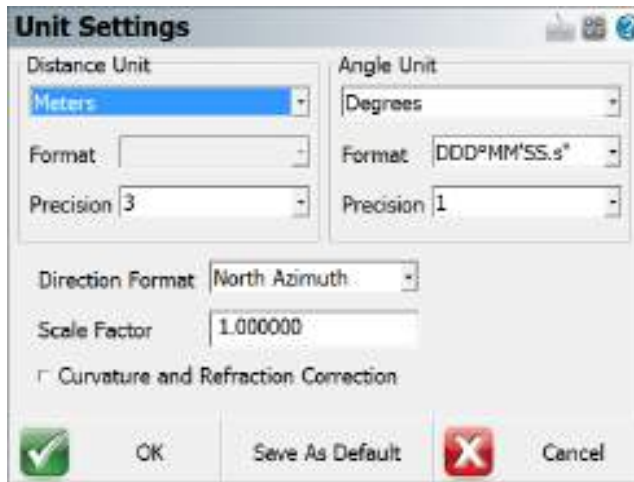 Unit Settings
Distance Unit
Meters
Format
Precision 3
Angle Unit
Degrees
Format DDD°MM'SS.s"
Precision 1
Direction Format North Azimuth
Scale Factor 1.000000
Curvature and Refraction Correction
OK
Save As Default
Cancel